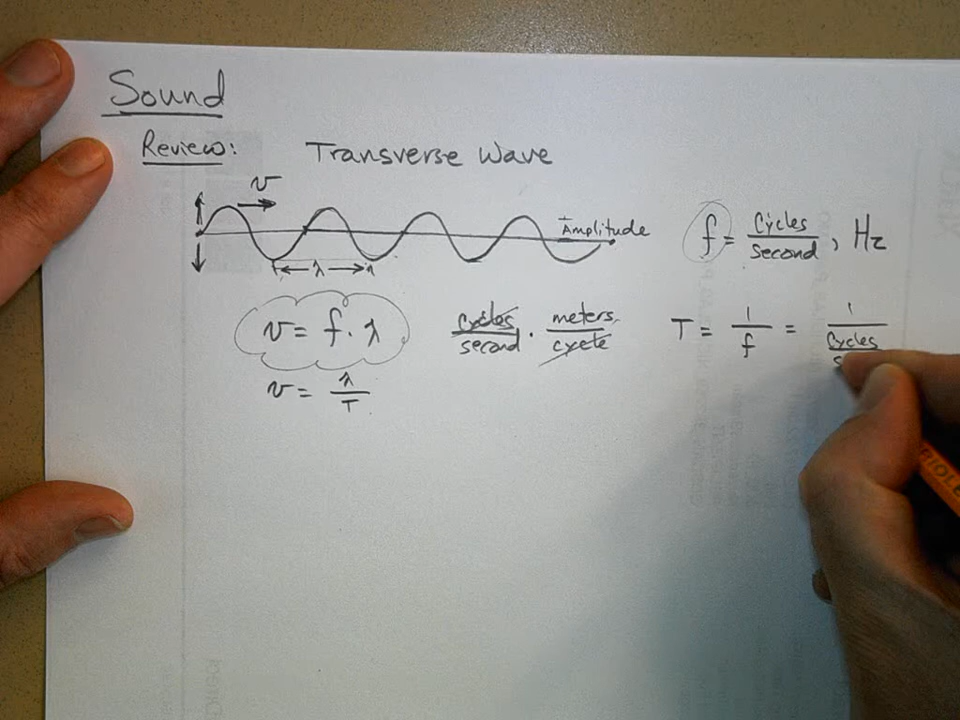 Sound
Review: Transverse Wave
v
Amplitude
λ
f = cycles/second, Hz
v = f · λ
cycles/second · meters/cycle
T = 1/f = 1/cycles
v = λ/T